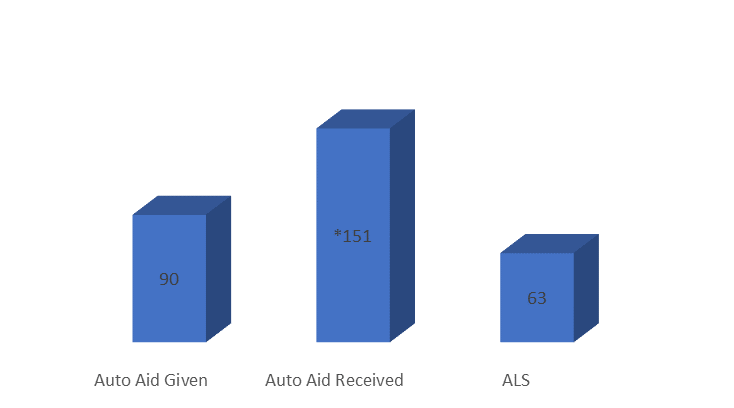 *151
90
63
Auto Aid Given
Auto Aid Received
ALS